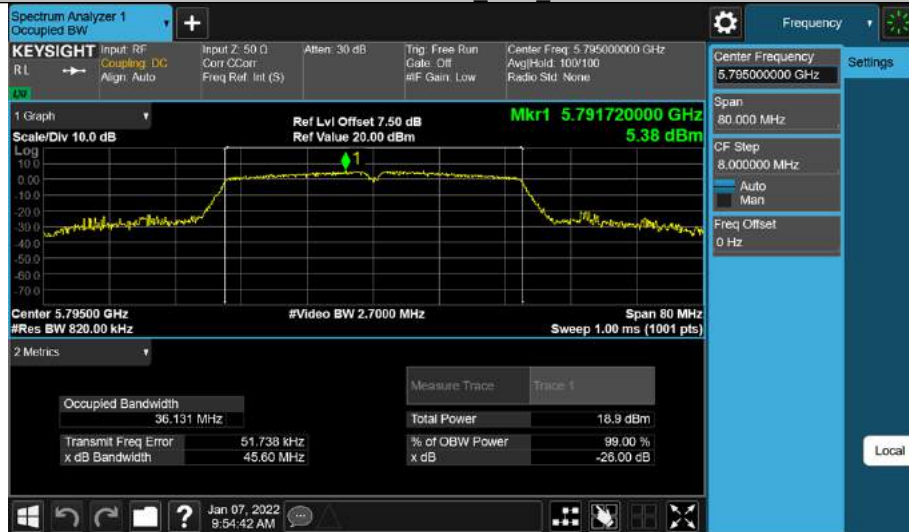 Spectrum Analyzer 1
Occupied BW
Frequency
KEYSIGHT
RL
Input: RF
Coupling: DC
Align: Auto
Input Z: 50 Ω
Corr CCorr
Freq Ref: Int (S)
Atten: 30 dB
Trig: Free Run
Gate: Off
#IF Gain: Low
Center Freq: 5.795000000 GHz
Avg|Hold: 100/100
Radio Std: None
Center Frequency
5.795000000 GHz
Settings
Span
80.000 MHz
CF Step
8.000000 MHz
Auto
Man
Freq Offset
0 Hz
Local
1 Graph
Scale/Div 10.0 dB
Ref Lvl Offset 7.50 dB
Ref Value 20.00 dBm
Mkr1 5.791720000 GHz
5.38 dBm
Log
10.0
0.00
-10.0
-20.0
-30.0
-40.0
-50.0
-60.0
-70.0
1
Center 5.79500 GHz
#Res BW 820.00 kHz
#Video BW 2.7000 MHz
Span 80 MHz
Sweep 1.00 ms (1001 pts)
2 Metrics
Measure Trace
Trace 1
Occupied Bandwidth
36.131 MHz
Total Power
18.9 dBm
Transmit Freq Error
51.738 kHz
% of OBW Power
99.00 %
x dB Bandwidth
45.60 MHz
x dB
-26.00 dB
?
Jan 07, 2022
9:54:42 AM